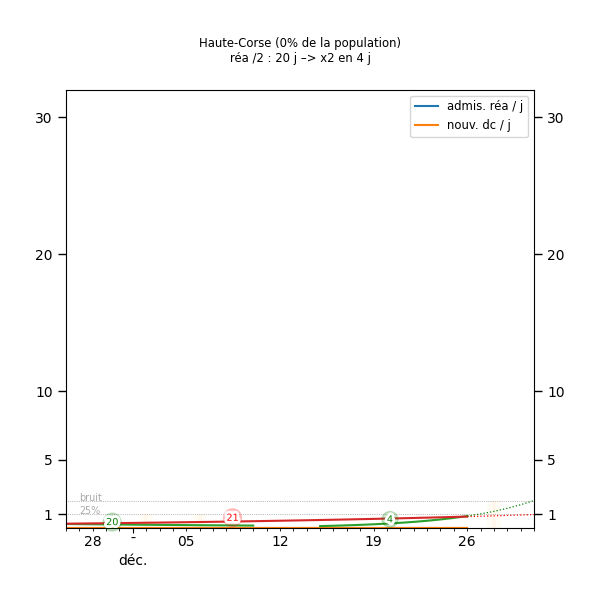 Haute-Corse (0% de la population)
réa /2 : 20 j –> x2 en 4 j
admis. réa / j
nouv. dc / j
30 30
20 20
10 10
5 5
bruit
25%
1 1
20 21 4
28 - 05 12 19 26
déc.